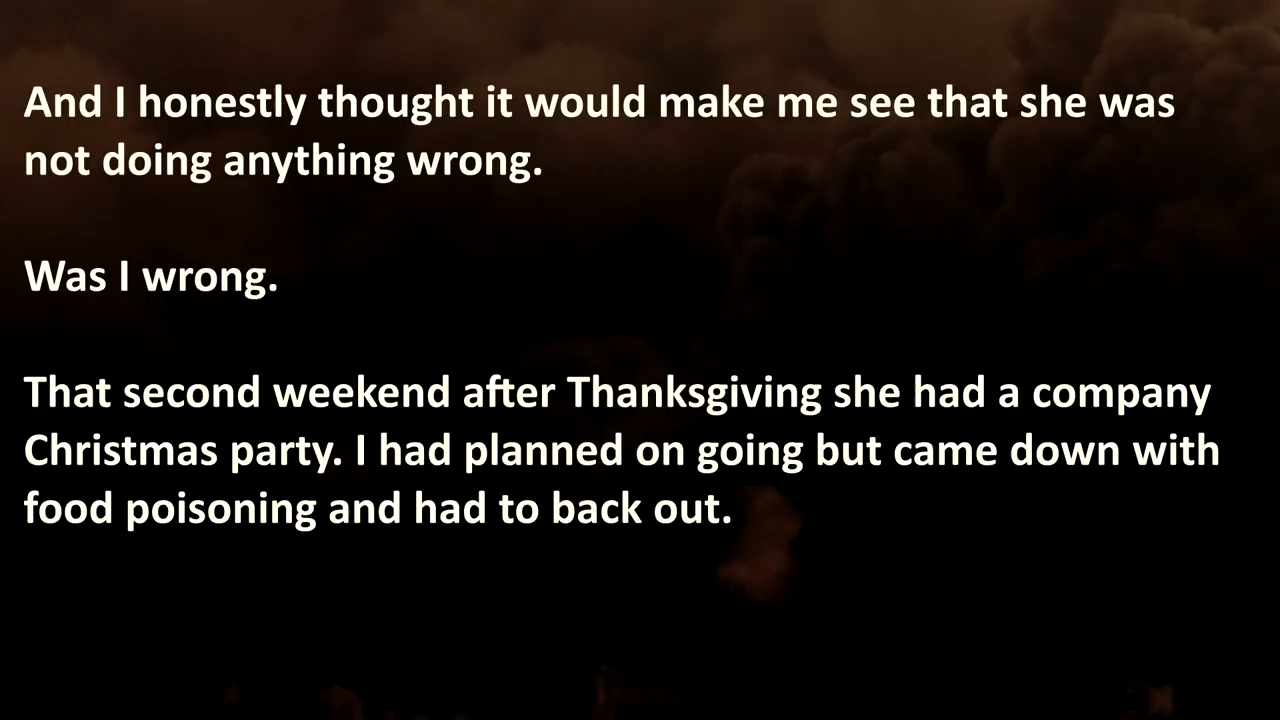 And I honestly thought it would make me see that she was
not doing anything wrong.
Was I wrong.
That second weekend after Thanksgiving she had a company
Christmas party. I had planned on going but came down with
food poisoning and had to back out.